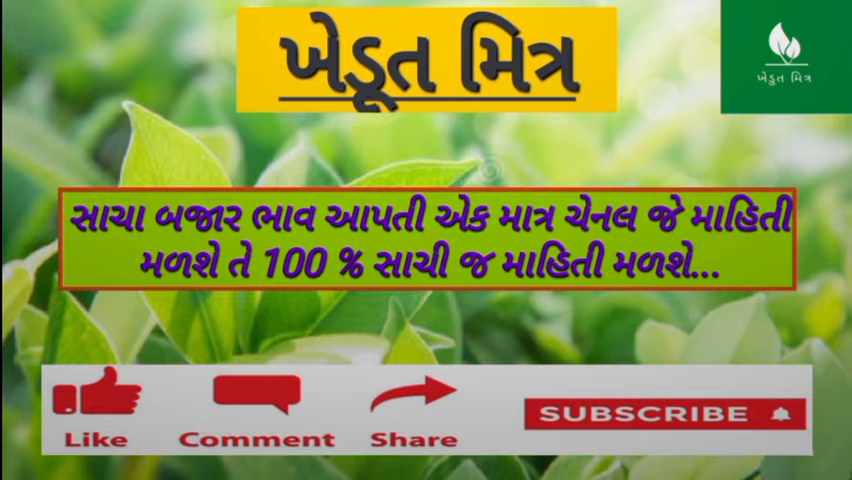 ખેડૂત મિત્ર
ખેડુત મિત્ર
સાચા બજાર ભાવ આપતી એક માત્ર ચેનલ જે માહિતી
મળશે તે 100 % સાચી જ માહિતી મળશે...
Like Comment Share SUBSCRIBE